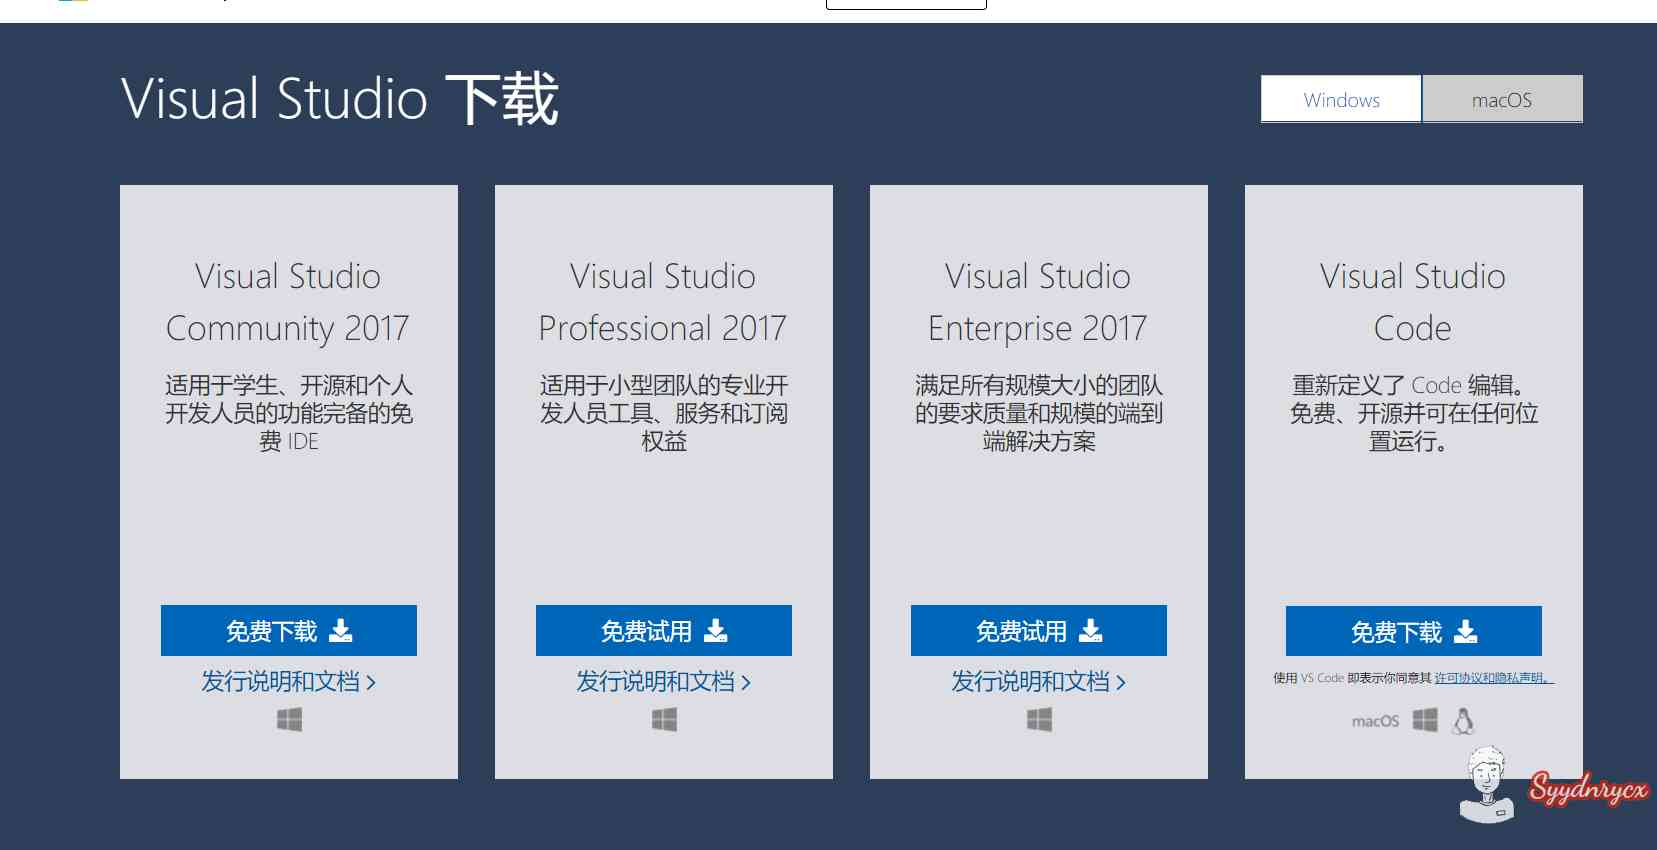 Visual Studio 下载
Windows
macOS
Visual Studio
Community 2017
适用于学生、开源和个人
开发人员的功能完备的免
费 IDE
免费下载
发行说明和文档
Visual Studio
Professional 2017
适用于小型团队的专业开
发人员工具、服务和订阅
权益
免费试用
发行说明和文档
Visual Studio
Enterprise 2017
满足所有规模大小的团队
的要求质量和规模的端到
端解决方案
免费试用
发行说明和文档
Visual Studio
Code
重新定义了 Code 编辑。
免费、开源并可在任何位
置运行。
免费下载
使用 VS Code 即表示你同意其 许可协议和隐私声明。
macOS
Syydnrycx